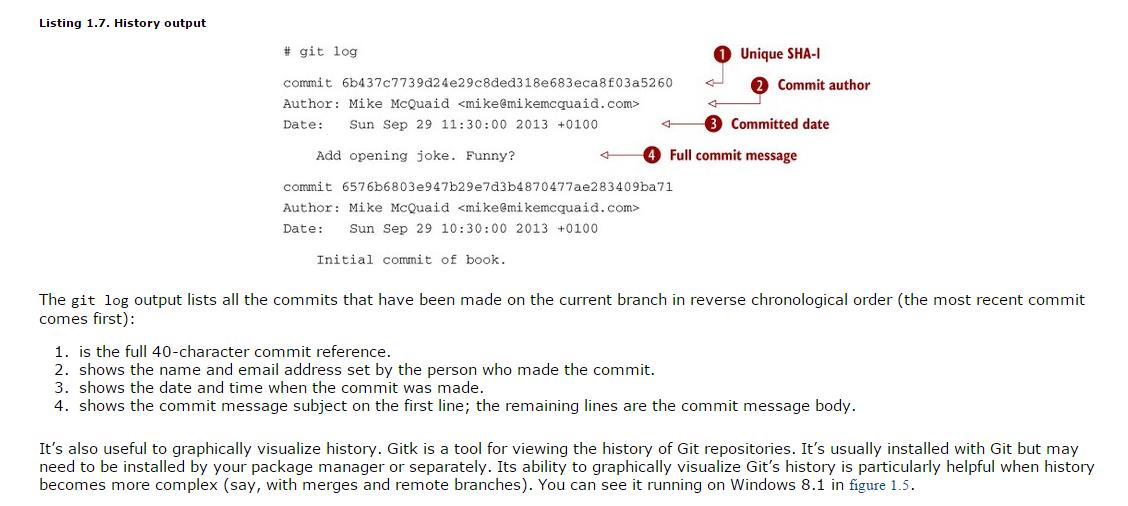 Listing 1.7. History output
# git log
1 Unique SHA-I
commit 6b437c7739d24e29c8ded318e683eca8f03a5260
2 Commit author
Author: Mike McQuaid <mike@mikemcquaid.com>
Date: Sun Sep 29 11:30:00 2013 +0100
3 Committed date
Add opening joke. Funny?
4 Full commit message
commit 6576b6803e947b29e7d3b4870477ae283409ba71
Author: Mike McQuaid <mike@mikemcquaid.com>
Date: Sun Sep 29 10:30:00 2013 +0100
Initial commit of book.
The git log output lists all the commits that have been made on the current branch in reverse chronological order (the most recent commit
comes first):
1. is the full 40-character commit reference.
2. shows the name and email address set by the person who made the commit.
3. shows the date and time when the commit was made.
4. shows the commit message subject on the first line; the remaining lines are the commit message body.
It's also useful to graphically visualize history. Gitk is a tool for viewing the history of Git repositories. It's usually installed with Git but may
need to be installed by your package manager or separately. Its ability to graphically visualize Git's history is particularly helpful when history
becomes more complex (say, with merges and remote branches). You can see it running on Windows 8.1 in figure 1.5.